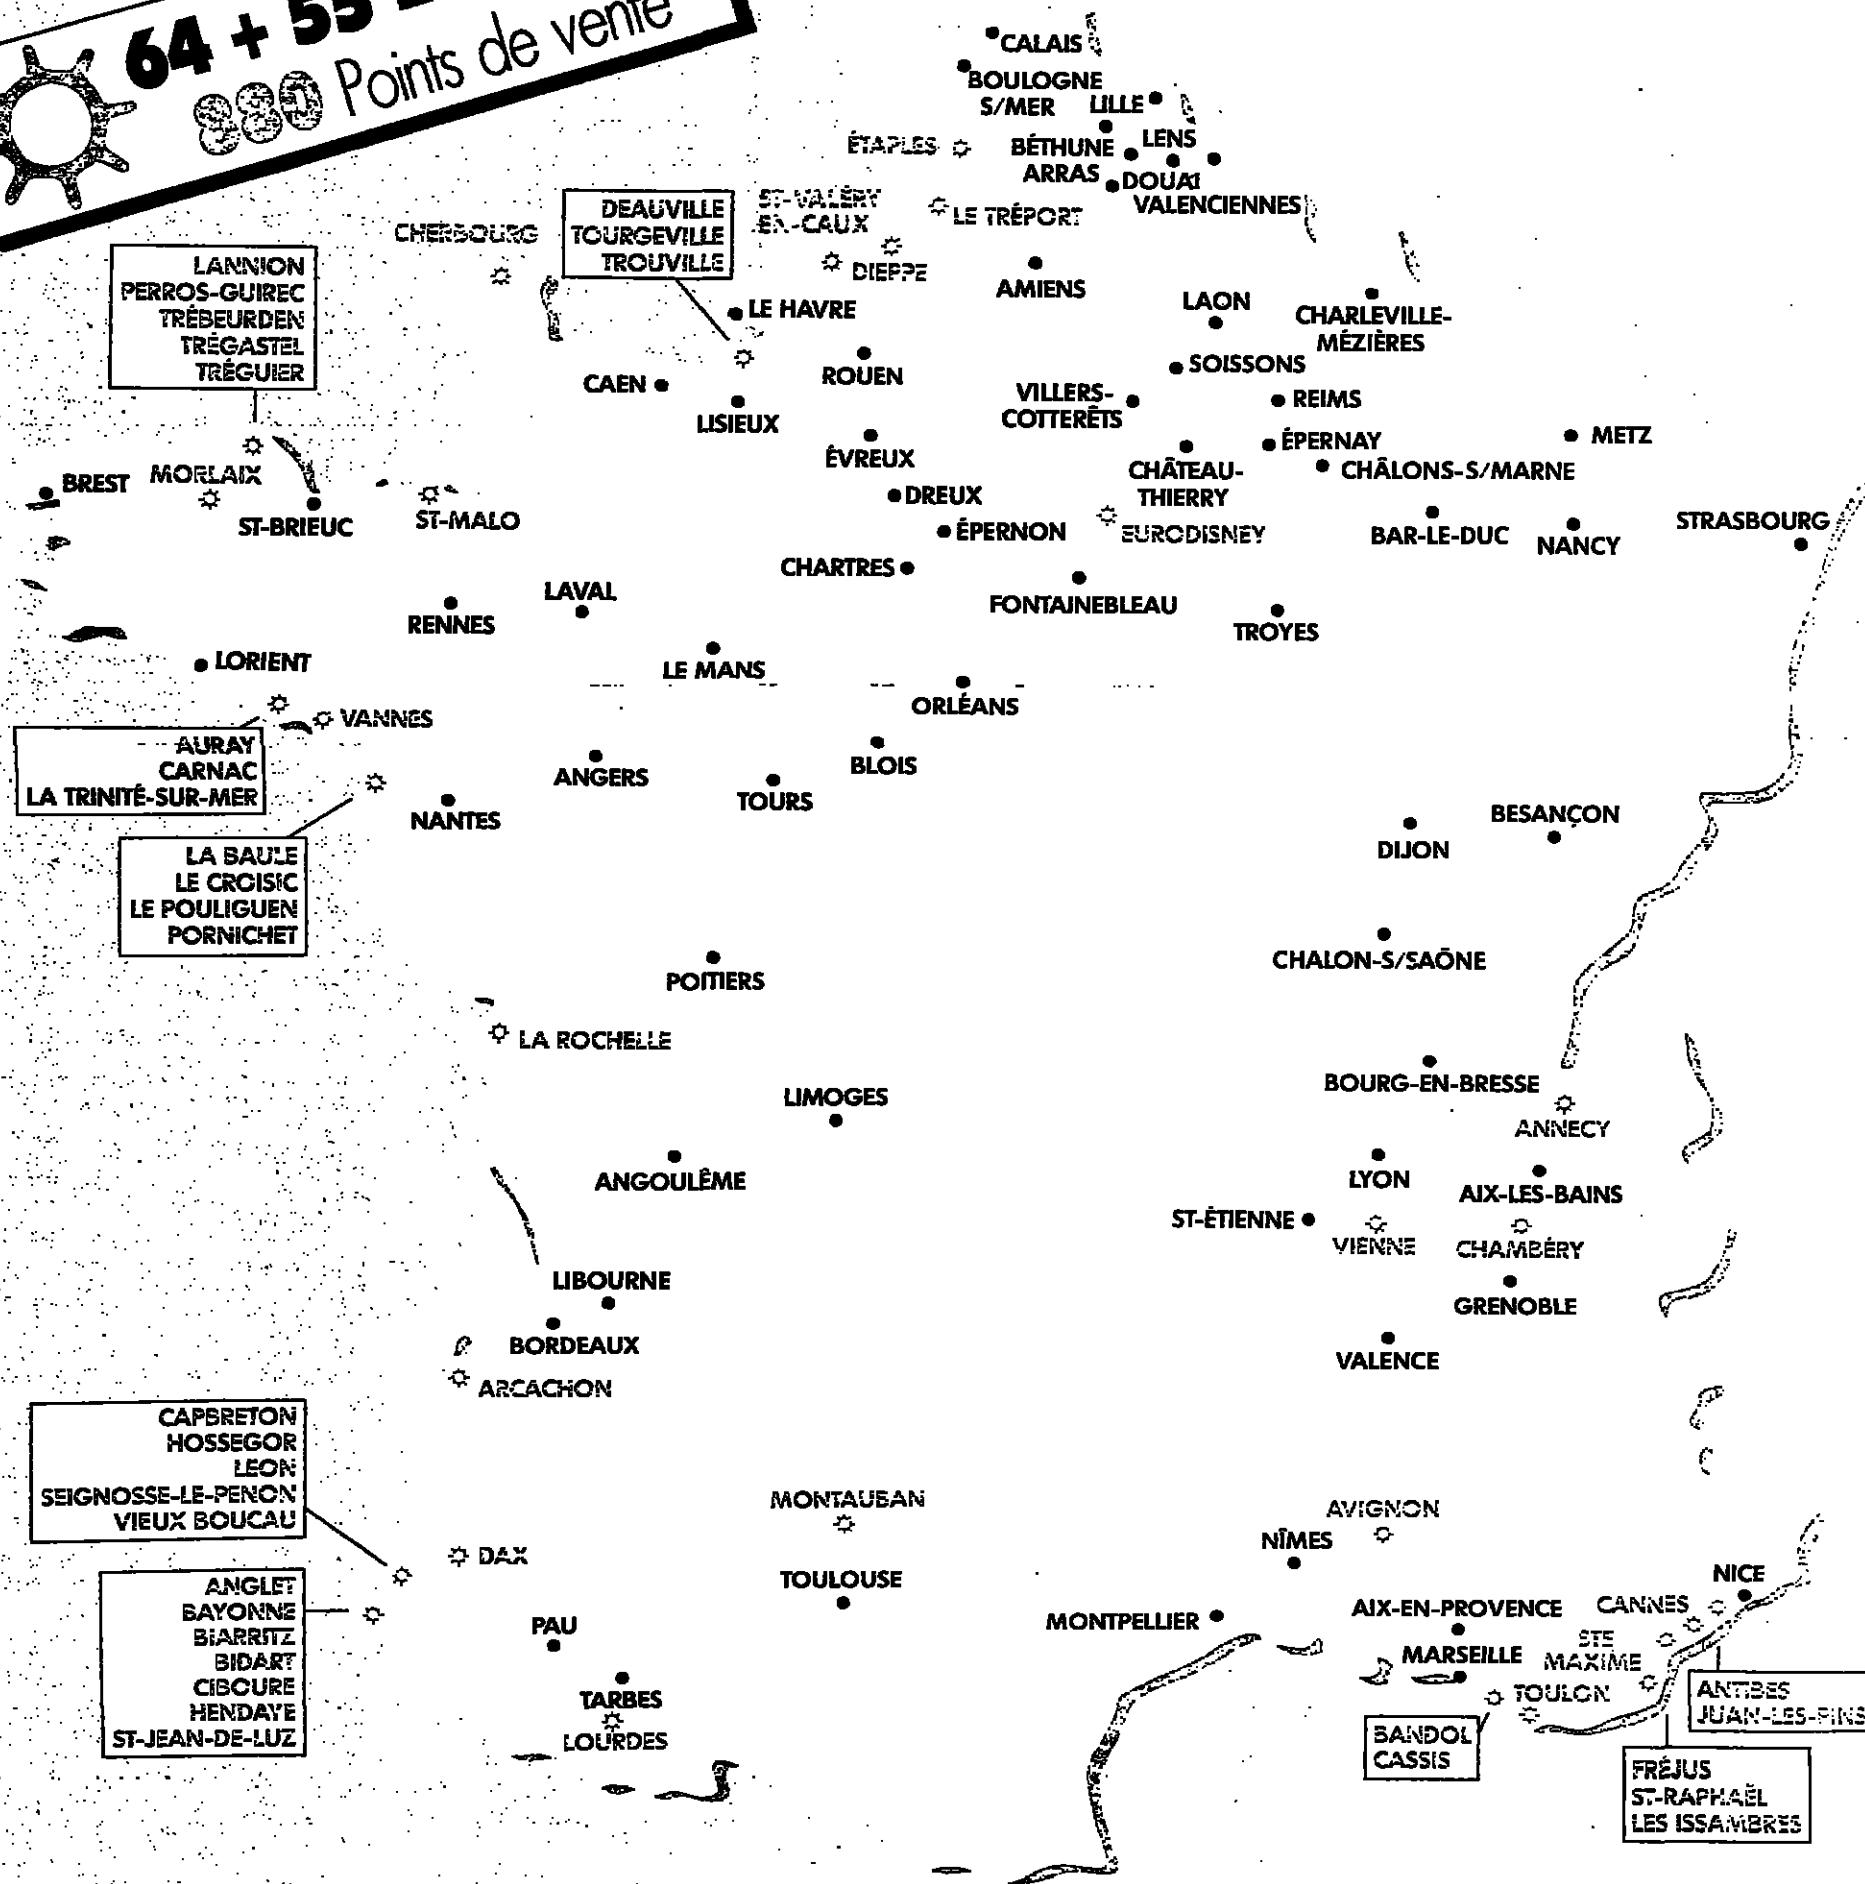 64 + 55
880 Points de vente
CALAIS
BOULOGNE
S/MER
LILLE
ÉTAPLES
BÉTHUNE
LENS
ARRAS
DOUAI
VALENCIENNES
DEAUVILLE
TOURGEVILLE
TROUVILLE
ST-VALÉRY
EN-CAUX
LE TRÉPORT
CHERBOURG
DIEPPE
AMIENS
LANNION
PERROS-GUIREC
TRÉBEURDEN
TRÉGASTEL
TRÉGUIER
LE HAVRE
LAON
CHARLEVILLE-
MÉZIÈRES
CAEN
ROUEN
SOISSONS
LISIEUX
VILLERS-
COTTERÊTS
REIMS
ÉVREUX
ÉPERNAY
METZ
BREST
MORLAIX
CHÂTEAU-
THIERRY
CHÂLONS-S/MARNE
ST-BRIEUC
ST-MALO
DREUX
ÉPERNON
EURODISNEY
BAR-LE-DUC
NANCY
STRASBOURG
CHARTRES
LAVAL
FONTAINEBLEAU
RENNES
TROYES
LORIENT
LE MANS
ORLÉANS
VANNES
AURAY
CARNAC
LA TRINITÉ-SUR-MER
ANGERS
BLOIS
TOURS
NANTES
BESANÇON
DIJON
LA BAULE
LE CROISIC
LE POULIGUEN
PORNICHET
CHALON-S/SAÔNE
POITIERS
LA ROCHELLE
BOURG-EN-BRESSE
LIMOGES
ANNECY
ANGOULÊME
LYON
AIX-LES-BAINS
ST-ÉTIENNE
VIENNE
CHAMBÉRY
LIBOURNE
GRENOBLE
BORDEAUX
VALENCE
ARCACHON
CAPBRETON
HOSSEGOR
LEON
SEIGNOSSE-LE-PENON
VIEUX BOUCAU
MONTAUBAN
AVIGNON
NÎMES
DAX
TOULOUSE
NICE
ANGLET
BAYONNE
BIARRITZ
BIDART
CIBOURE
HENDAYE
ST-JEAN-DE-LUZ
PAU
MONTPELLIER
AIX-EN-PROVENCE
CANNES
STE
MAXIME
MARSEILLE
TARBES
LOURDES
TOULON
ANTIBES
JUAN-LES-PINS
BANDOL
CASSIS
FRÉJUS
ST-RAPHAËL
LES ISSAMBRES